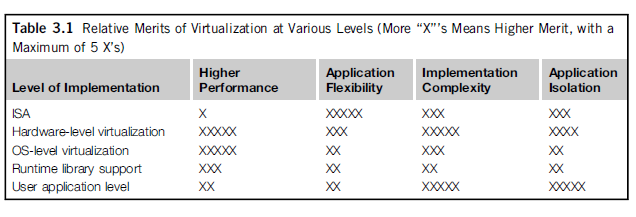 Table 3.1 Relative Merits of Virtualization at Various Levels (More “X”’s Means Higher Merit, with a
Maximum of 5 X’s)
Level of Implementation Higher Performance Application Flexibility Implementation Complexity Application Isolation
ISA X XXXXX XXX XXX
Hardware-level virtualization XXXXX XXX XXXXX XXXX
OS-level virtualization XXXXX XX XXX XX
Runtime library support XXX XX XX XX
User application level XX XX XXXXX XXXXX